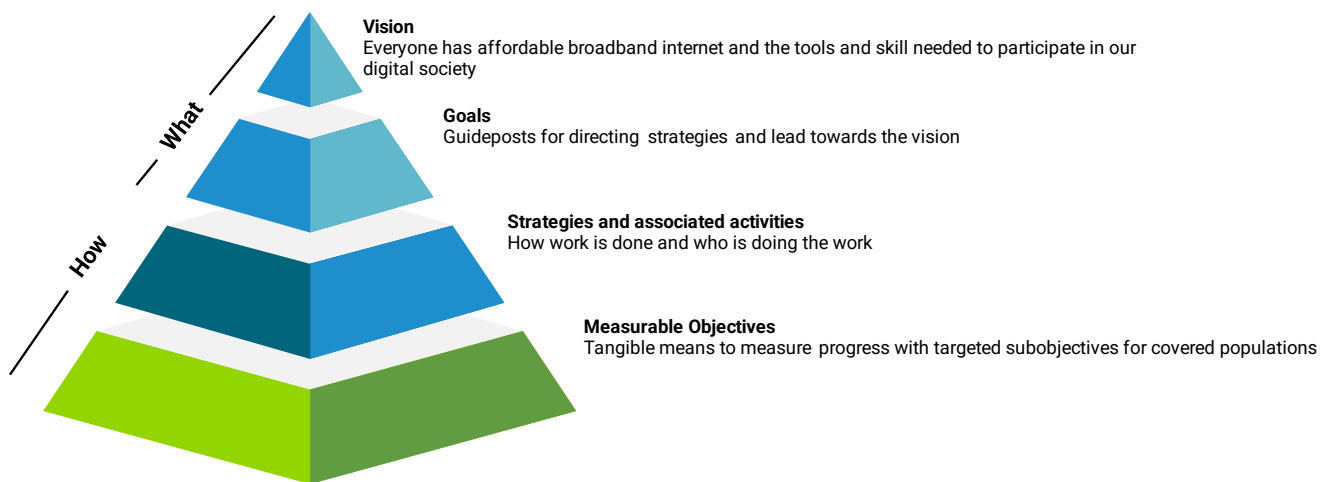 Vision
Everyone has affordable broadband internet and the tools and skill needed to participate in our
digital society
What
Goals
Guideposts for directing strategies and lead towards the vision
Strategies and associated activities
How work is done and who is doing the work
How
Measurable Objectives
Tangible means to measure progress with targeted subobjectives for covered populations